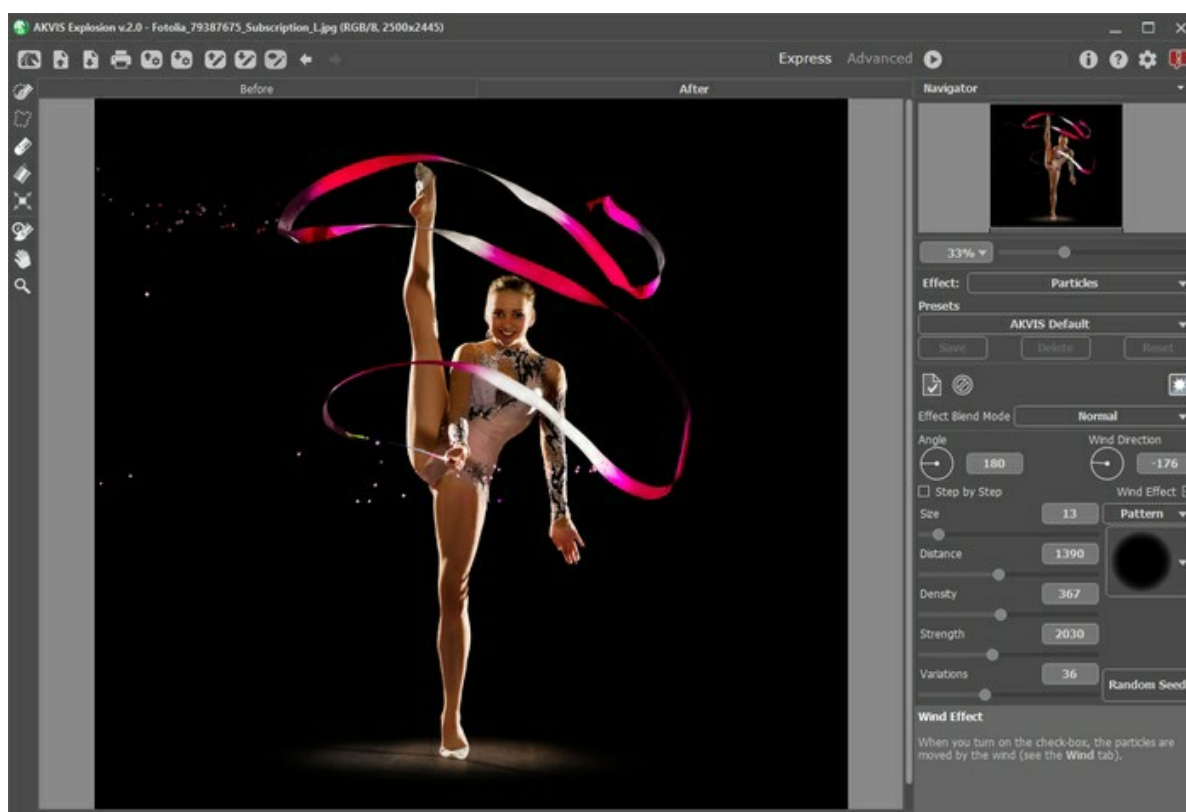 AKVIS Explosion v.2.0 - Fotolia_79387675_Subscription_L.jpg (RGB/8, 2500x2445)
Express Advanced
Before After
Navigator
33%
Effect: Particles
Presets
AKVIS Default
Save Delete Reset
Effect Blend Mode Normal
Angle Wind Direction
180 -176
Step by Step Wind Effect
Size 13 Pattern
Distance 1390
Density 367
Strength 2030
Variations 36 Random Seed
Wind Effect
When you turn on the check-box, the particles are
moved by the wind (see the Wind tab).